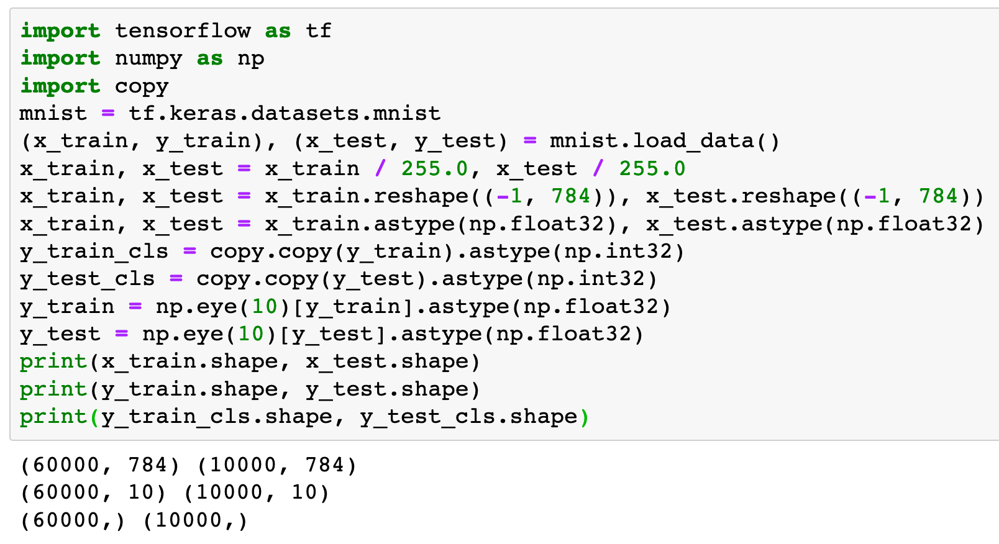 import tensorflow as tf
import numpy as np
import copy
mnist = tf.keras.datasets.mnist
(x_train, y_train), (x_test, y_test) = mnist.load_data()
x_train, x_test = x_train / 255.0, x_test / 255.0
x_train, x_test = x_train.reshape((-1, 784)), x_test.reshape((-1, 784))
x_train, x_test = x_train.astype(np.float32), x_test.astype(np.float32)
y_train_cls = copy.copy(y_train).astype(np.int32)
y_test_cls = copy.copy(y_test).astype(np.int32)
y_train = np.eye(10)[y_train].astype(np.float32)
y_test = np.eye(10)[y_test].astype(np.float32)
print(x_train.shape, x_test.shape)
print(y_train.shape, y_test.shape)
print(y_train_cls.shape, y_test_cls.shape)
(60000, 784) (10000, 784)
(60000, 10) (10000, 10)
(60000,) (10000,)